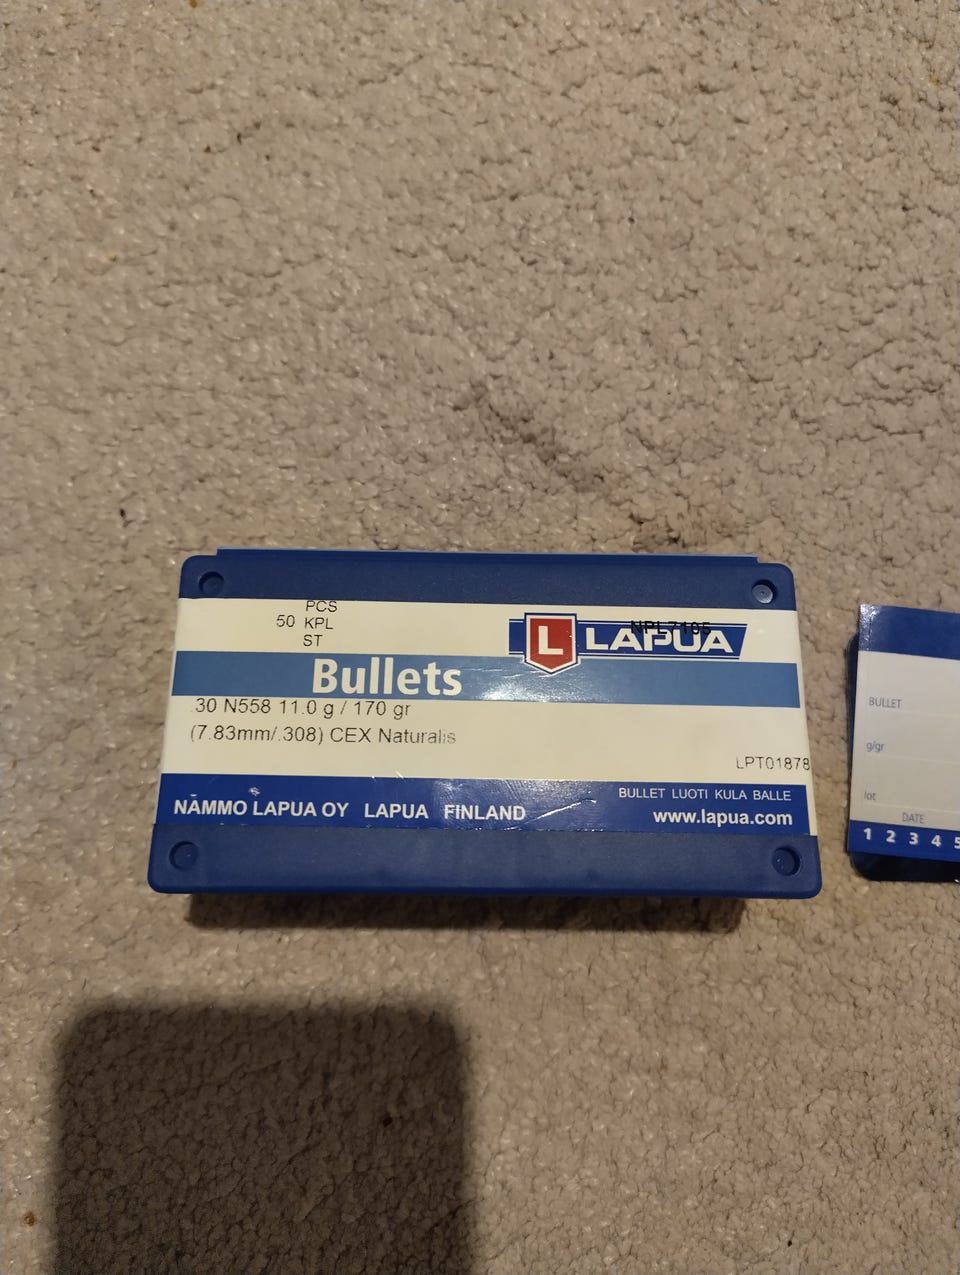 PCS
50 KPL
ST
NPL7195
LAPUA
Bullets
.30 N558 11.0 g / 170 gr
(7.83mm/.308) CEX Naturalis
LPT01878
BULLET LUOTI KULA BALLE
NAMMO LAPUA OY LAPUA FINLAND
www.lapua.com
BULLET
g/gr
lot
DATE
1 2 3 4 5